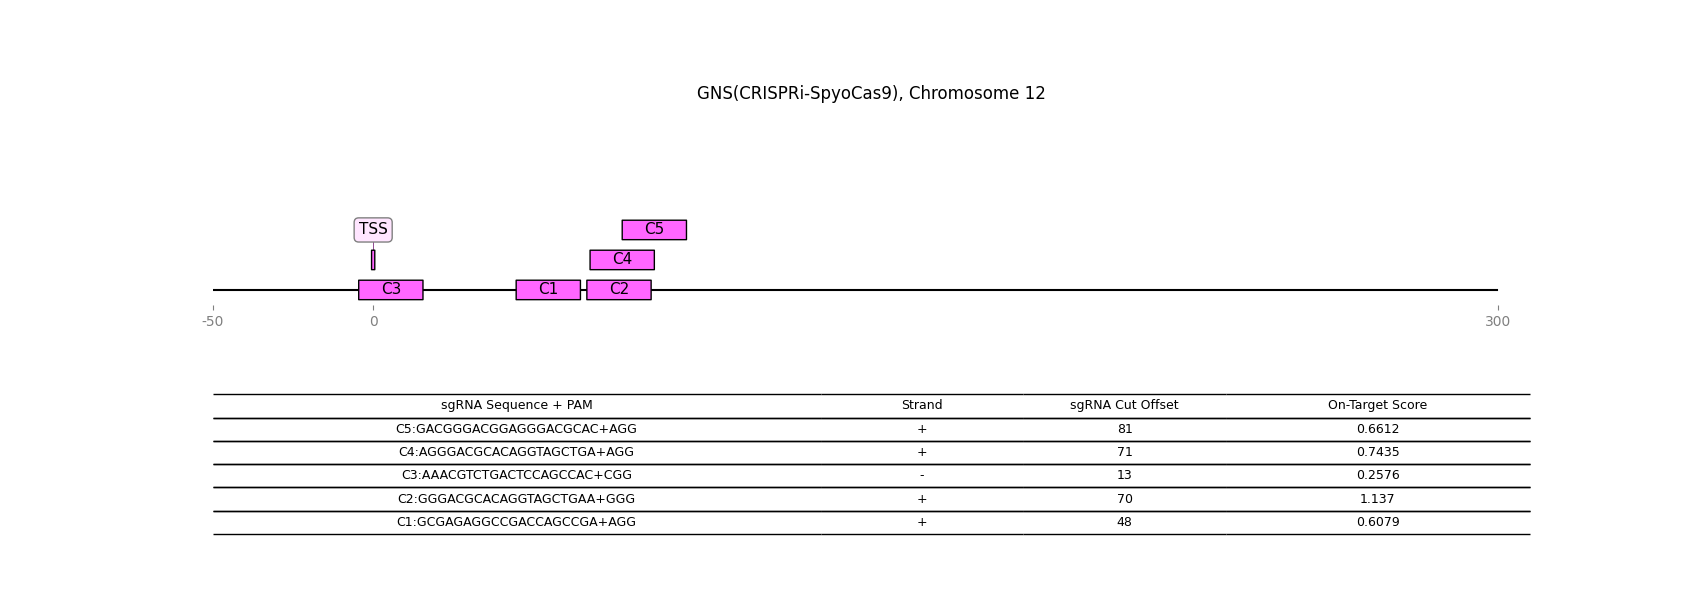 GNS(CRISPRi-SpyoCas9), Chromosome 12
TSS
C5
C4
C3
C1
C2
-50
0
300
sgRNA Sequence + PAM Strand sgRNA Cut Offset On-Target Score
C5:GACGGGACGGAGGGACGCAC+AGG + 81 0.6612
C4:AGGGACGCACAGGTAGCTGA+AGG + 71 0.7435
C3:AAACGTCTGACTCCAGCCAC+CGG - 13 0.2576
C2:GGGACGCACAGGTAGCTGAA+GGG + 70 1.137
C1:GCGAGAGGCCGACCAGCCGA+AGG + 48 0.6079